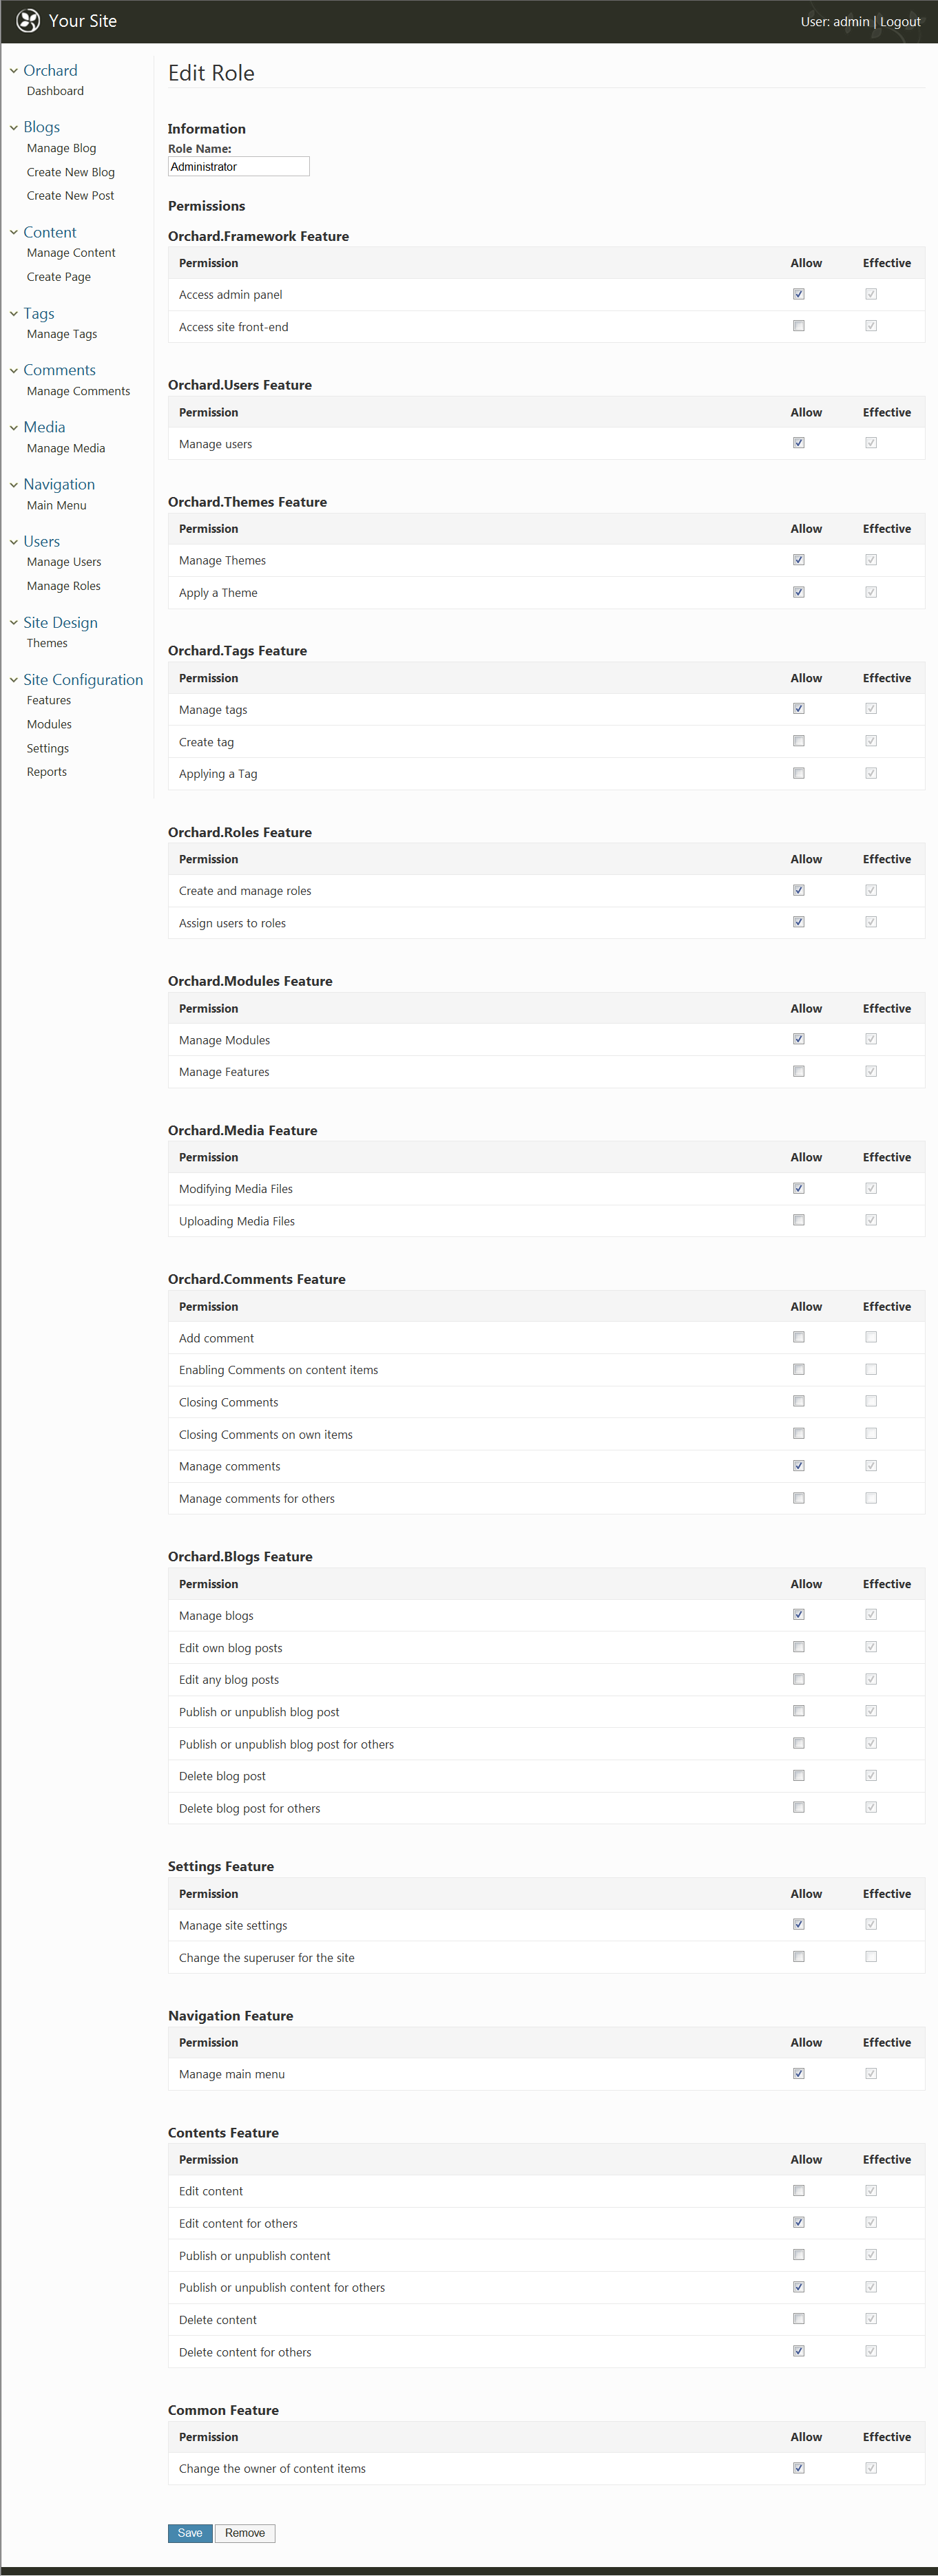 Your Site
User: admin | Logout
Orchard
Dashboard
Blogs
Manage Blog
Create New Blog
Create New Post
Content
Manage Content
Create Page
Tags
Manage Tags
Comments
Manage Comments
Media
Manage Media
Navigation
Main Menu
Users
Manage Users
Manage Roles
Site Design
Themes
Site Configuration
Features
Modules
Settings
Reports
Edit Role
Information
Role Name:
Administrator
Permissions
Orchard.Framework Feature
Permission Allow Effective
Access admin panel
Access site front-end
Orchard.Users Feature
Permission Allow Effective
Manage users
Orchard.Themes Feature
Permission Allow Effective
Manage Themes
Apply a Theme
Orchard.Tags Feature
Permission Allow Effective
Manage tags
Create tag
Applying a Tag
Orchard.Roles Feature
Permission Allow Effective
Create and manage roles
Assign users to roles
Orchard.Modules Feature
Permission Allow Effective
Manage Modules
Manage Features
Orchard.Media Feature
Permission Allow Effective
Modifying Media Files
Uploading Media Files
Orchard.Comments Feature
Permission Allow Effective
Add comment
Enabling Comments on content items
Closing Comments
Closing Comments on own items
Manage comments
Manage comments for others
Orchard.Blogs Feature
Permission Allow Effective
Manage blogs
Edit own blog posts
Edit any blog posts
Publish or unpublish blog post
Publish or unpublish blog post for others
Delete blog post
Delete blog post for others
Settings Feature
Permission Allow Effective
Manage site settings
Change the superuser for the site
Navigation Feature
Permission Allow Effective
Manage main menu
Contents Feature
Permission Allow Effective
Edit content
Edit content for others
Publish or unpublish content
Publish or unpublish content for others
Delete content
Delete content for others
Common Feature
Permission Allow Effective
Change the owner of content items
Save Remove